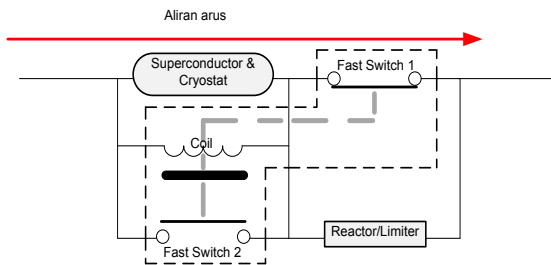 Aliran arus
Superconductor &
Cryostat
Fast Switch 1
Coil
Reactor/Limiter
Fast Switch 2